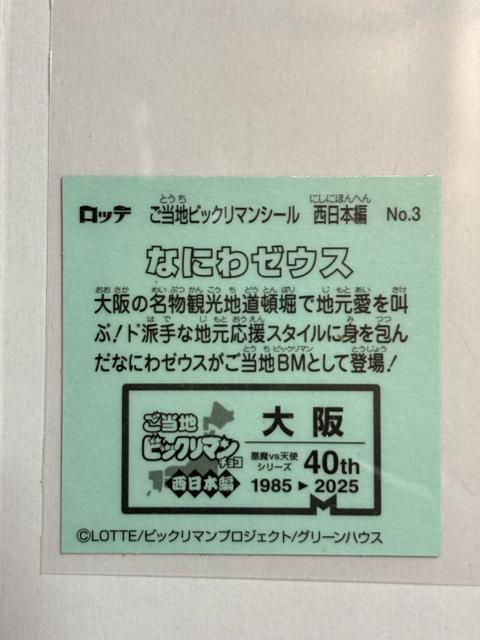 ロッテ ご当地ビックリマンシール 西日本編 No.3
なにわゼウス
大阪の名物観光地道頓堀で地元愛を叫
ぶ！ド派手な地元応援スタイルに身を包ん
だなにわゼウスがご当地BMとして登場！
ご当地
ビックリマン
チョコ
西日本編
大阪
悪魔vs天使
シリーズ 40th
1985▶2025
©LOTTE/ビックリマンプロジェクト/グリーンハウス